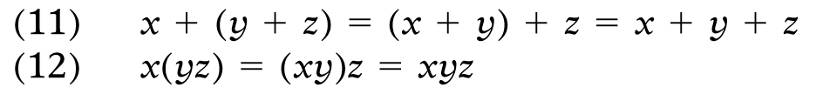 (11) x + (y + z) = (x + y) + z = x + y + z
(12) x(yz) = (xy)z = xyz